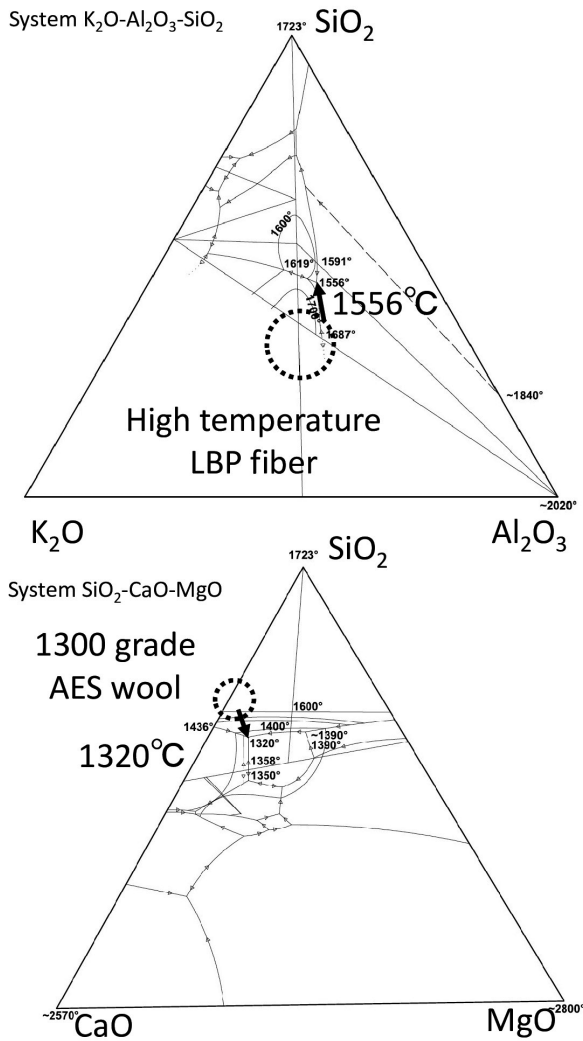 System K₂O-Al₂O₃-SiO₂
1723° SiO₂
1600°
1619° 1591°
1556°
1556℃
1700°
1687°
~1840°
High temperature
LBP fiber
~2020°
K₂O Al₂O₃
1723° SiO₂
System SiO₂-CaO-MgO
1300 grade
AES wool
1600°
1436° 1400° ~1390°
1320° 1390°
1320℃
1358°
1350°
~2570° CaO MgO ~2800°